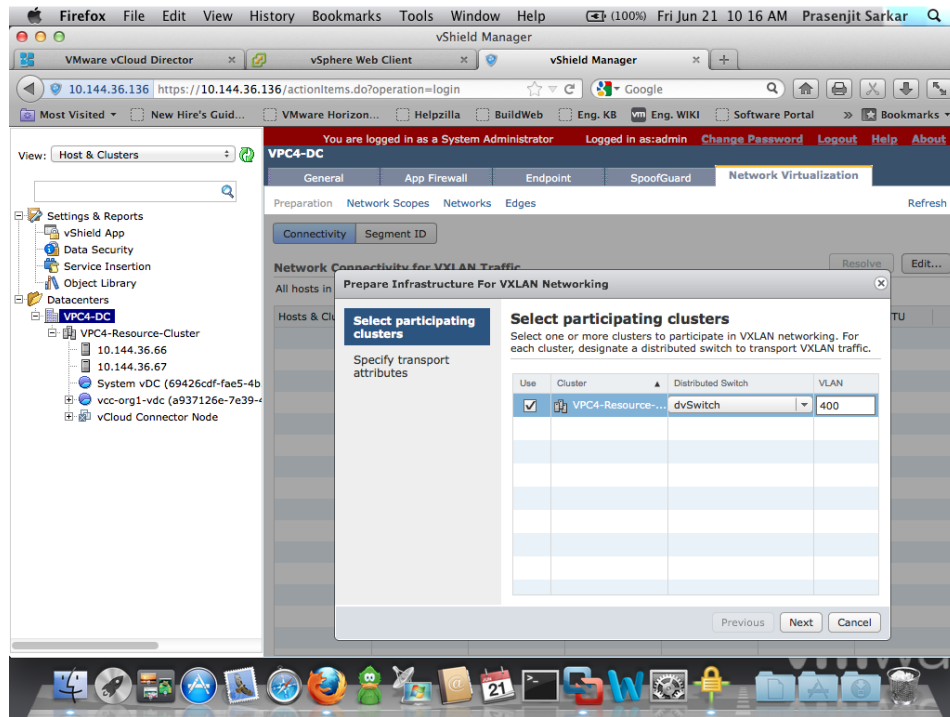 Firefox File Edit View History Bookmarks Tools Window Help (100%) Fri Jun 21 10 16 AM Prasenjit Sarkar
vShield Manager
VMware vCloud Director × vSphere Web Client × vShield Manager × +
10.144.36.136 https://10.144.36.136/actionItems.do?operation=login Google
Most Visited New Hire's Guid... VMware Horizon... Helpzilla BuildWeb Eng. KB vm Eng. WIKI Software Portal » Bookmarks
You are logged in as a System Administrator Logged in as:admin Change Password Logout Help About
View: Host & Clusters
VPC4-DC
General App Firewall Endpoint SpoofGuard Network Virtualization
Preparation Network Scopes Networks Edges Refresh
Connectivity Segment ID
Network Connectivity for VXLAN Traffic Resolve Edit...
All hosts in
Hosts & Clu TU
Settings & Reports
vShield App
Data Security
Service Insertion
Object Library
Datacenters
VPC4-DC
VPC4-Resource-Cluster
10.144.36.66
10.144.36.67
System vDC (69426cdf-fae5-4b
vcc-org1-vdc (a937126e-7e39-4
vCloud Connector Node
Prepare Infrastructure For VXLAN Networking
Select participating
clusters
Specify transport
attributes
Select participating clusters
Select one or more clusters to participate in VXLAN networking. For
each cluster, designate a distributed switch to transport VXLAN traffic.
Use Cluster Distributed Switch VLAN
VPC4-Resource-... dvSwitch 400
Previous Next Cancel
JUN
21